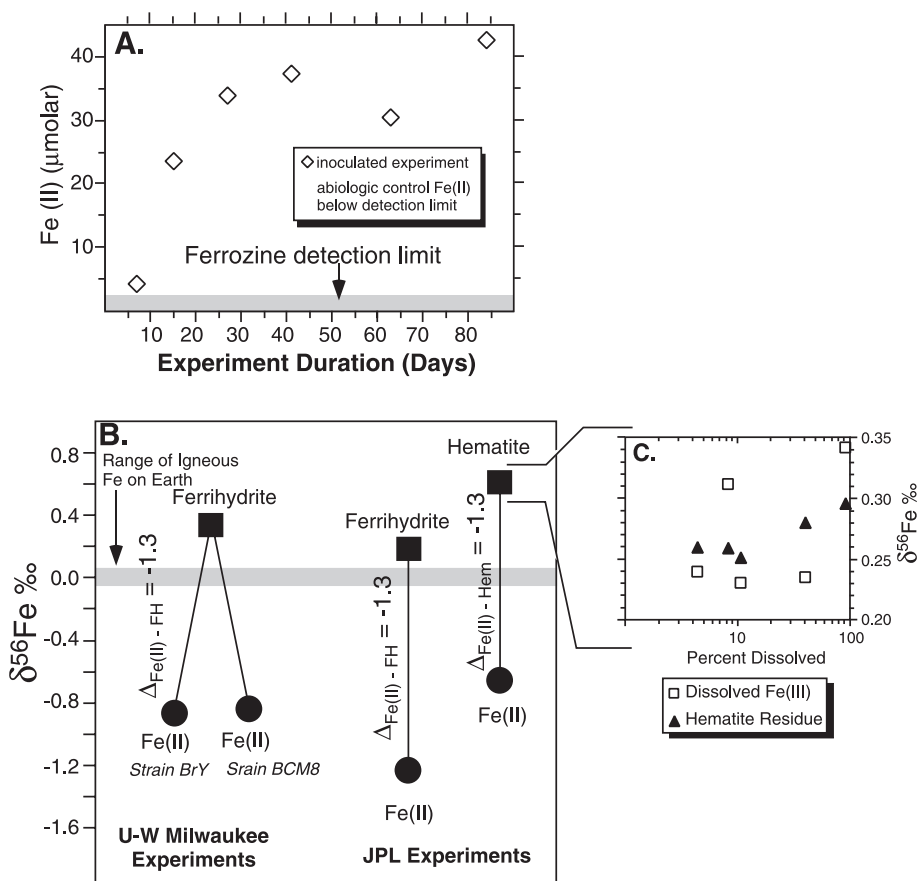 A.
Fe (II) (μmolar)
40
30
20
10
◇ inoculated experiment
abiologic control Fe(II)
below detection limit
Ferrozine detection limit
10 20 30 40 50 60 70 80
Experiment Duration (Days)
B.
δ56Fe ‰
0.8
0.4
0.0
-0.4
-0.8
-1.2
-1.6
Range of Igneous
Fe on Earth
Ferrihydrite
ΔFe(II) - FH = -1.3
Fe(II)
Strain BrY
Fe(II)
Srain BCM8
U-W Milwaukee
Experiments
Ferrihydrite
ΔFe(II) - FH = -1.3
Fe(II)
Hematite
ΔFe(II) - Hem = -1.3
Fe(II)
JPL Experiments
C.
0.35
0.30
0.25
0.20
δ56Fe ‰
10 100
Percent Dissolved
□ Dissolved Fe(III)
▲ Hematite Residue